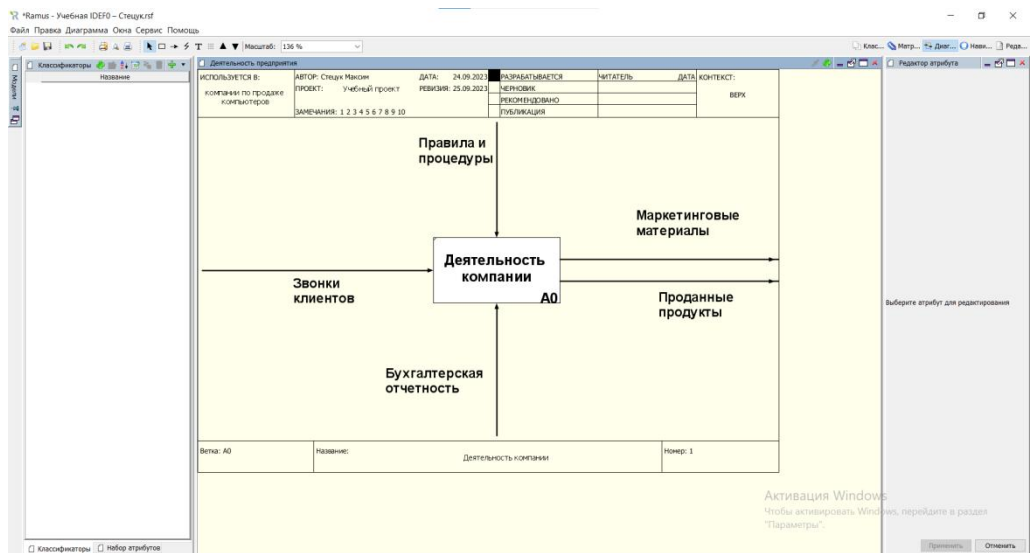 *Ramus - Учебная IDEF0 – Стецук.rsf
Файл Правка Диаграмма Окна Сервис Помощь
Масштаб: 136 %
Клас... Матр... Диаг... Нави... Реда...
Модели
Классификаторы
Название
Деятельность предприятия
Редактор атрибута
ИСПОЛЬЗУЕТСЯ В:
компании по продаже
компьютеров
АВТОР: Стецук Максим
ДАТА: 24.09.2023
ПРОЕКТ: Учебный проект
РЕВИЗИЯ: 25.09.2023
ЗАМЕЧАНИЯ: 1 2 3 4 5 6 7 8 9 10
РАЗРАБАТЫВАЕТСЯ
ЧЕРНОВИК
РЕКОМЕНДОВАНО
ПУБЛИКАЦИЯ
ЧИТАТЕЛЬ
ДАТА
КОНТЕКСТ:
ВЕРХ
Правила и
процедуры
Маркетинговые
материалы
Деятельность
компании
A0
Звонки
клиентов
Проданные
продукты
Бухгалтерская
отчетность
Выберите атрибут для редактирования
Ветка: A0
Название:
Деятельность компании
Номер: 1
Активация Windows
Чтобы активировать Windows, перейдите в раздел
"Параметры".
Классификаторы Набор атрибутов
Применить Отменить